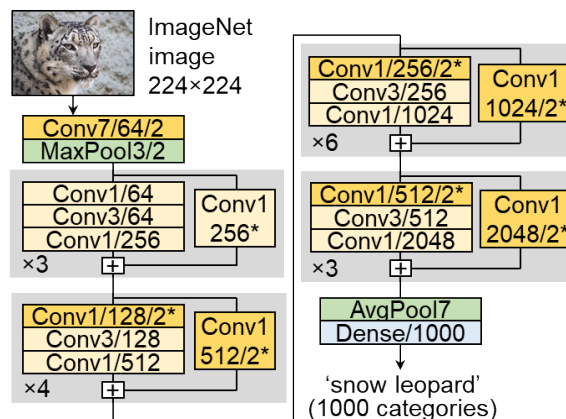 ImageNet
image
224×224
Conv7/64/2
MaxPool3/2
Conv1/64
Conv3/64
Conv1/256
Conv1
256*
×3
+
Conv1/128/2*
Conv3/128
Conv1/512
Conv1
512/2*
×4
+
Conv1/256/2*
Conv3/256
Conv1/1024
Conv1
1024/2*
×6
+
Conv1/512/2*
Conv3/512
Conv1/2048
Conv1
2048/2*
×3
+
AvgPool7
Dense/1000
‘snow leopard’
(1000 categories)